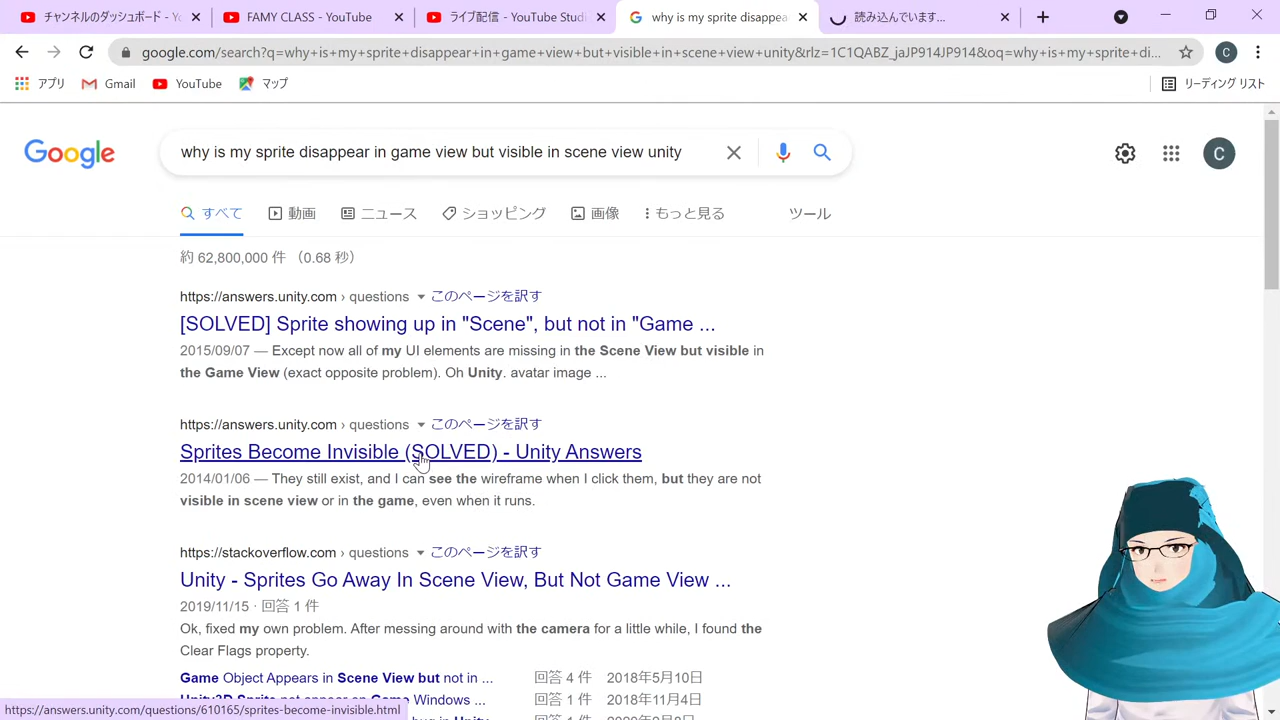 チャンネルのダッシュボード - Yo
FAMY CLASS - YouTube
ライブ配信 - YouTube Studi
why is my sprite disappea
読み込んでいます...
google.com/search?q=why+is+my+sprite+disappear+in+game+view+but+visible+in+scene+view+unity&rlz=1C1QABZ_jaJP914JP914&oq=why+is+my+sprite+di...
C
アプリ
Gmail
YouTube
マップ
リーディング リスト
Google
why is my sprite disappear in game view but visible in scene view unity
C
すべて
動画
ニュース
ショッピング
画像
もっと見る
ツール
約 62,800,000 件 （0.68 秒）
https://answers.unity.com › questions ▼ このページを訳す
[SOLVED] Sprite showing up in "Scene", but not in "Game ...
2015/09/07 — Except now all of my UI elements are missing in the Scene View but visible in
the Game View (exact opposite problem). Oh Unity. avatar image ...
https://answers.unity.com › questions ▼ このページを訳す
Sprites Become Invisible (SOLVED) - Unity Answers
2014/01/06 — They still exist, and I can see the wireframe when I click them, but they are not
visible in scene view or in the game, even when it runs.
https://stackoverflow.com › questions ▼ このページを訳す
Unity - Sprites Go Away In Scene View, But Not Game View ...
2019/11/15 · 回答 1 件
Ok, fixed my own problem. After messing around with the camera for a little while, I found the
Clear Flags property.
Game Object Appears in Scene View but not in ...
回答 4 件
2018年5月10日
Unity3D Sprite not appear on Game Windows ...
回答 1 件
2018年11月4日
https://answers.unity.com/questions/610165/sprites-become-invisible.html